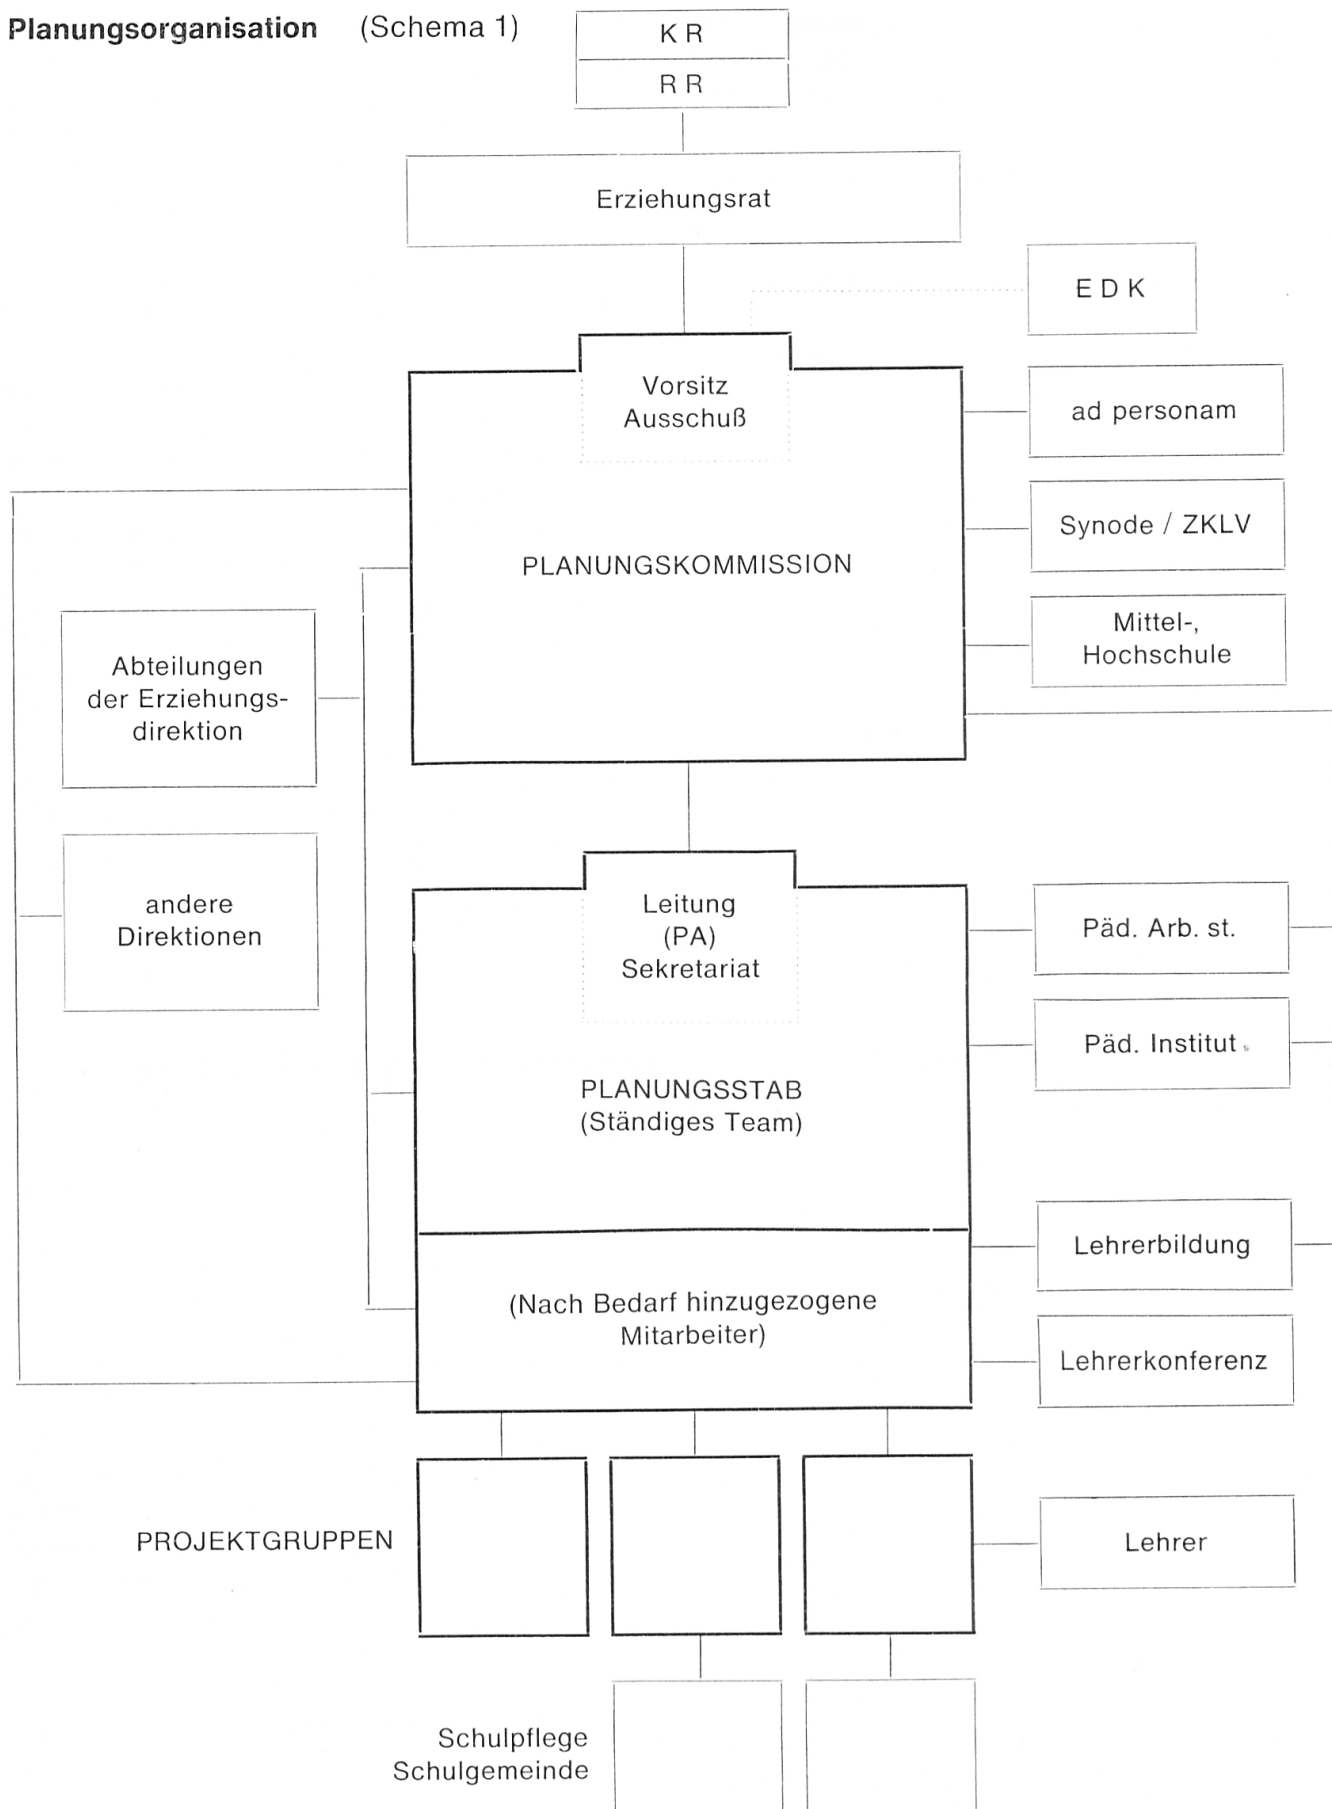 Planungsorganisation (Schema 1)
K R
R R
Erziehungsrat
E D K
Vorsitz
Ausschuß
ad personam
Synode / ZKLV
PLANUNGSKOMMISSION
Mittel-,
Hochschule
Abteilungen
der Erziehungs-
direktion
andere
Direktionen
Leitung
(PA)
Sekretariat
Päd. Arb. st.
Päd. Institut
PLANUNGSSTAB
(Ständiges Team)
Lehrerbildung
(Nach Bedarf hinzugezogene
Mitarbeiter)
Lehrerkonferenz
PROJEKTGRUPPEN
Lehrer
Schulpflege
Schulgemeinde